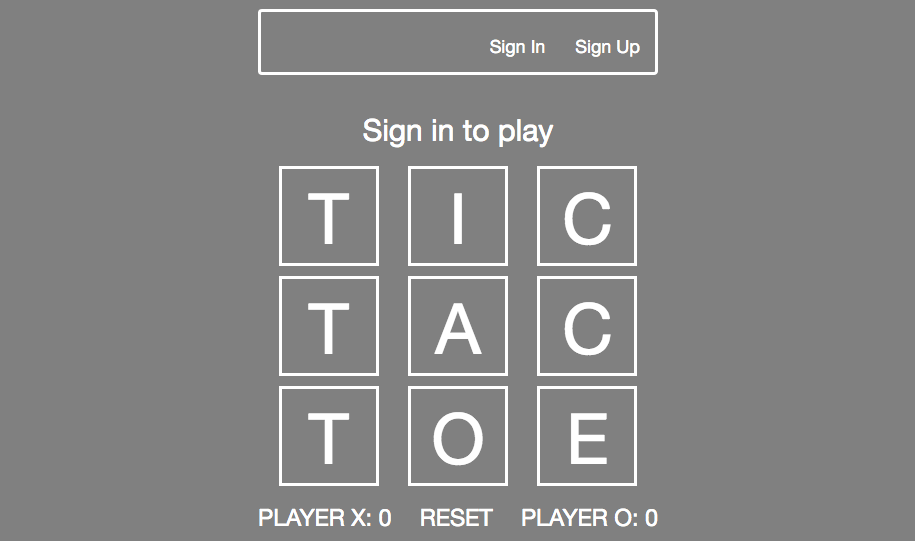 Sign In Sign Up
Sign in to play
T I C
T A C
T O E
PLAYER X: 0 RESET PLAYER O: 0